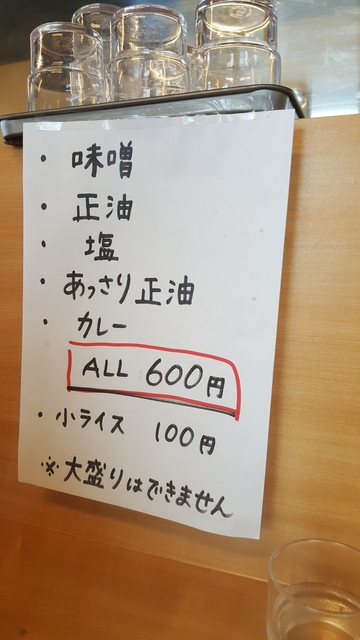 ・味噌
・正油
・塩
・あっさり正油
・カレー
ALL 600円
・小ライス 100円
※大盛りはできません